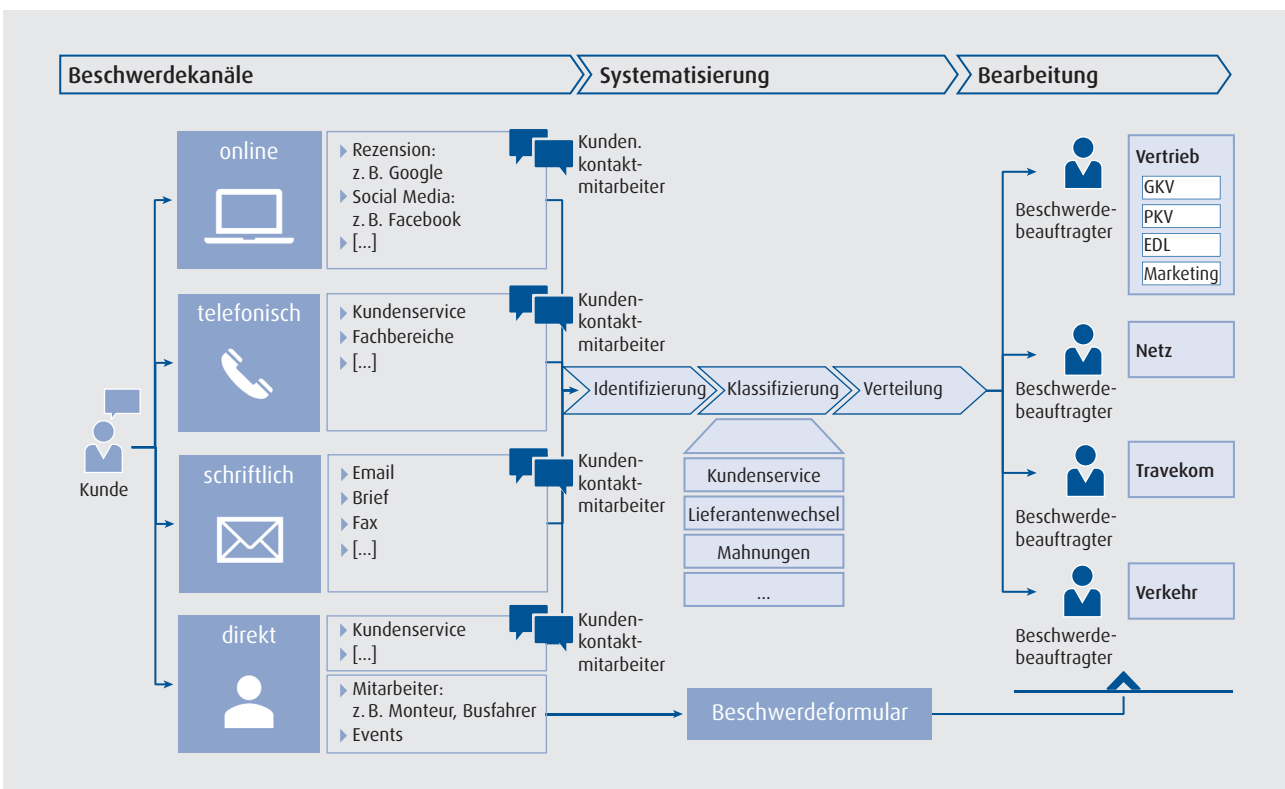 Beschwerdekanäle
Systematisierung
Bearbeitung
Kunde
online
Rezension:
z. B. Google
Social Media:
z. B. Facebook
[...]
Kunden.
kontakt-
mitarbeiter
telefonisch
Kundenservice
Fachbereiche
[...]
Kunden-
kontakt-
mitarbeiter
schriftlich
Email
Brief
Fax
[...]
Kunden-
kontakt-
mitarbeiter
direkt
Kundenservice
[...]
Kunden-
kontakt-
mitarbeiter
Mitarbeiter:
z. B. Monteur, Busfahrer
Events
Identifizierung
Klassifizierung
Verteilung
Kundenservice
Lieferantenwechsel
Mahnungen
...
Beschwerdeformular
Beschwerde-
beauftragter
Vertrieb
GKV
PKV
EDL
Marketing
Beschwerde-
beauftragter
Netz
Beschwerde-
beauftragter
Travekom
Beschwerde-
beauftragter
Verkehr